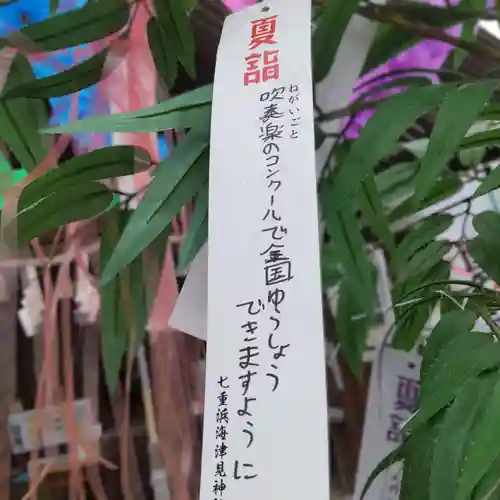 夏詣
ねがいごと
吹奏楽のコンクールで全国ゆうしょう
できますように
七重浜海津見神
夏詣